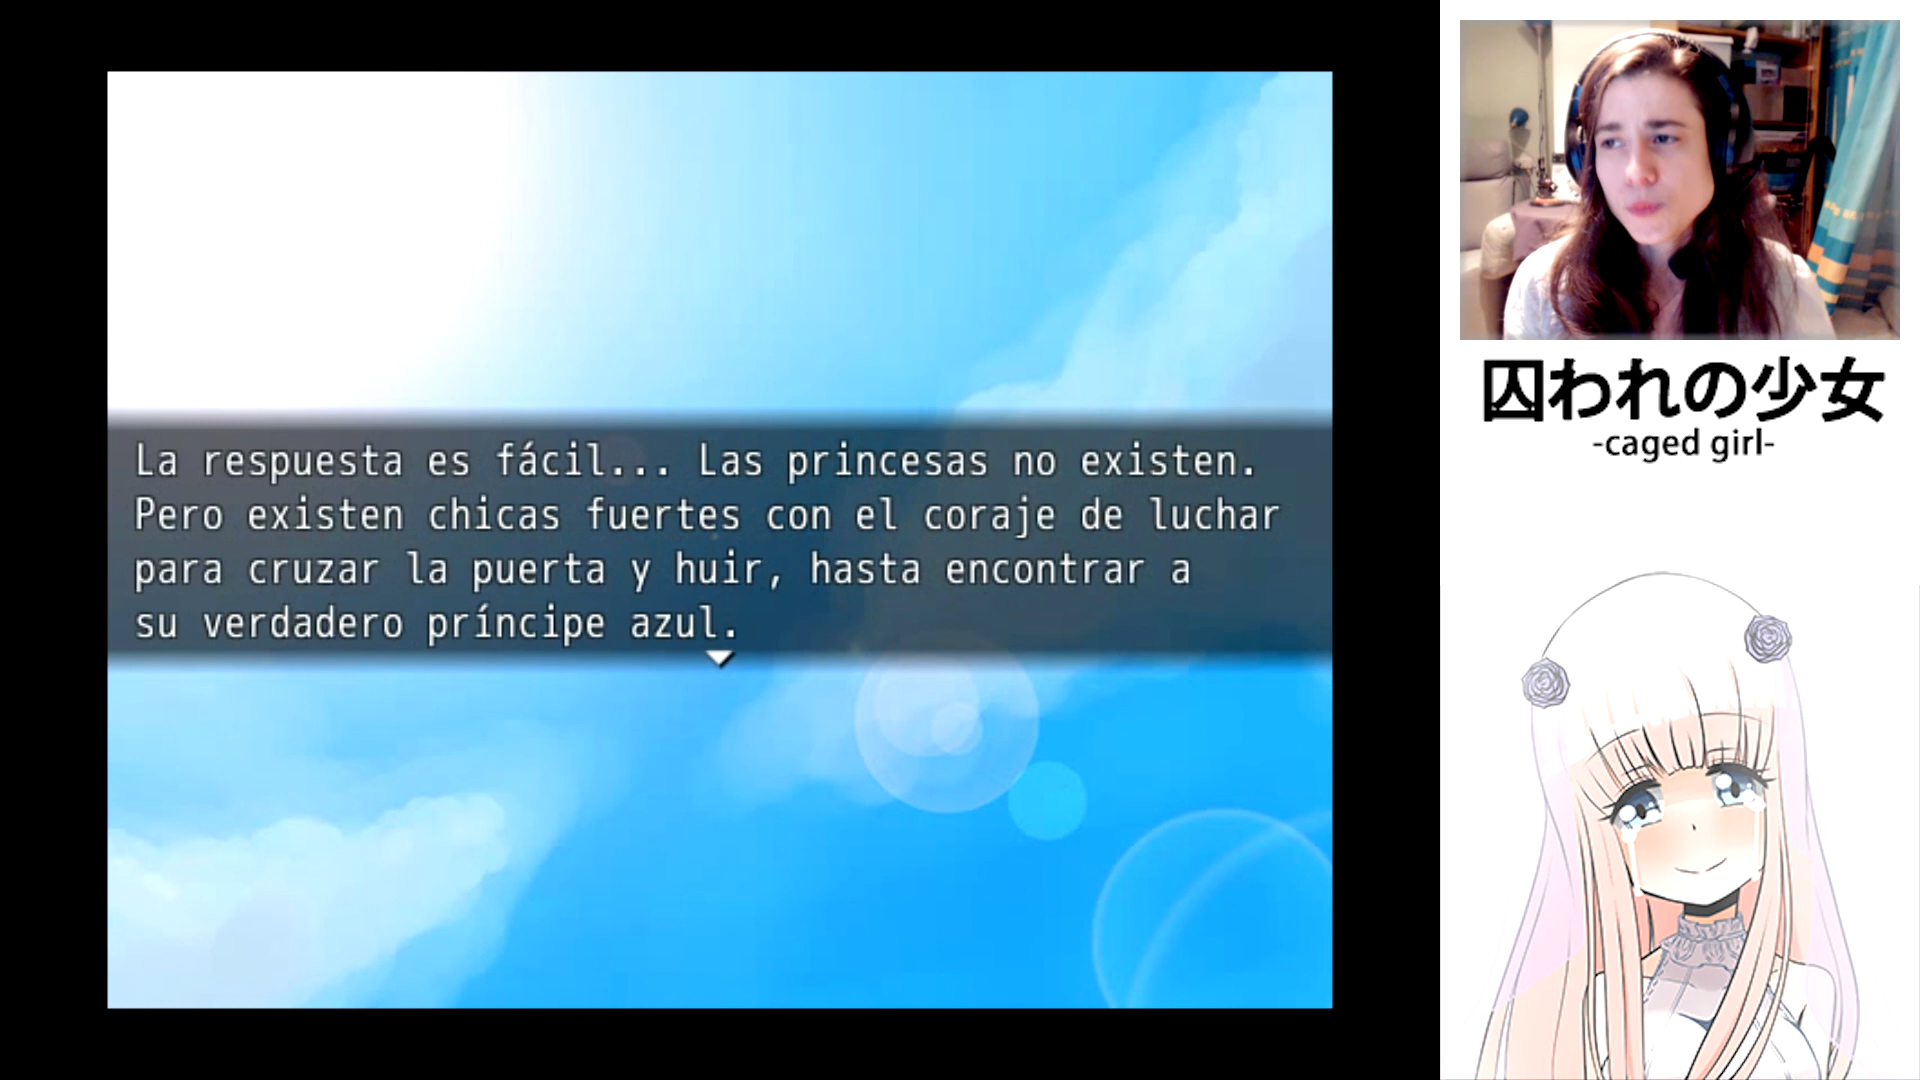 La respuesta es fácil... Las princesas no existen.
Pero existen chicas fuertes con el coraje de luchar
para cruzar la puerta y huir, hasta encontrar a
su verdadero príncipe azul.
囚われの少女
-caged girl-